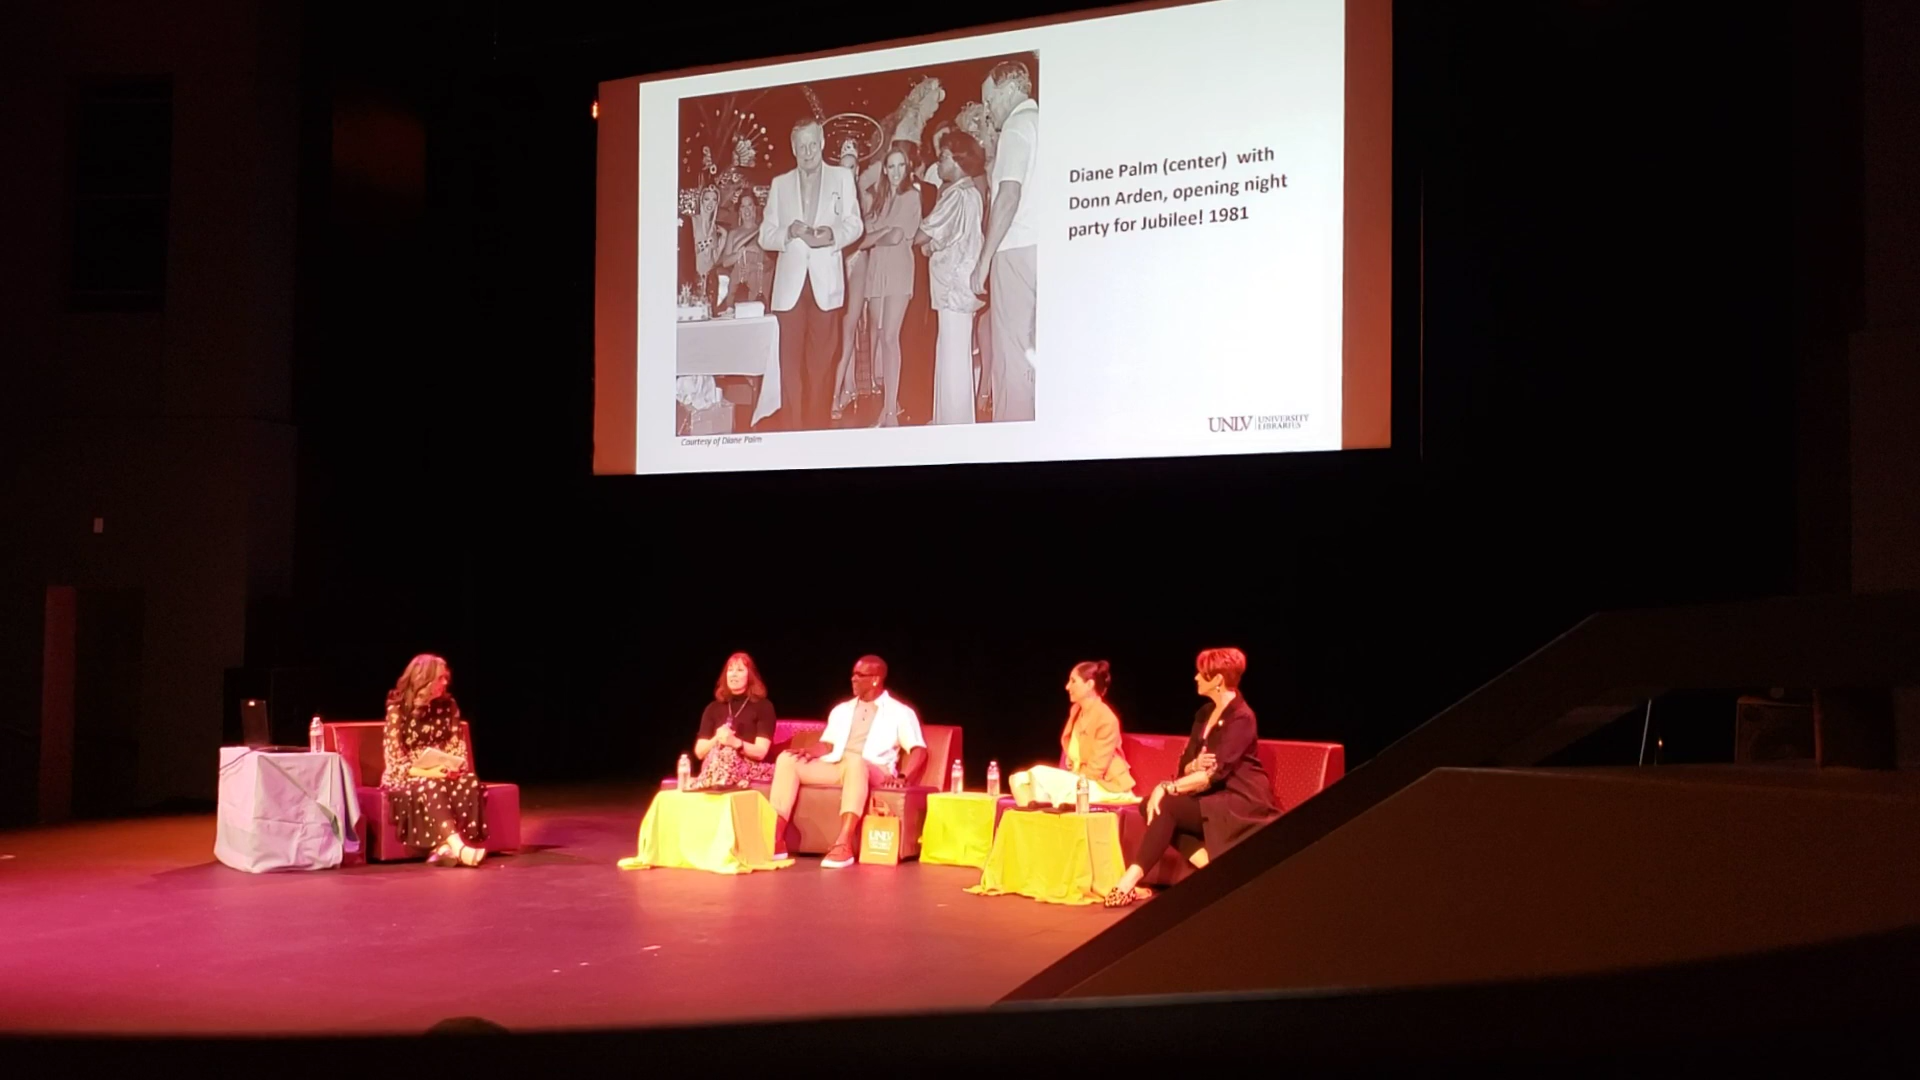 Diane Palm (center) with
Donn Arden, opening night
party for Jubilee! 1981
Courtesy of Diane Palm
UNLV UNIVERSITY
LIBRARIES
UNLV